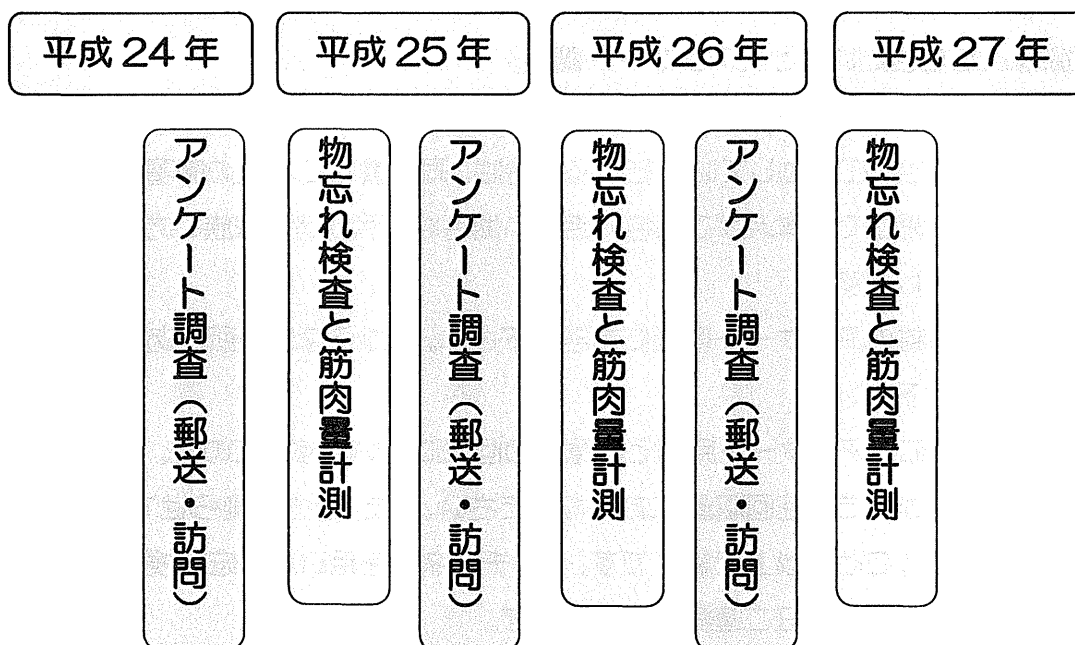 平成24年
平成25年
平成26年
平成27年
アンケート調査（郵送・訪問）
物忘れ検査と筋肉量計測
アンケート調査（郵送・訪問）
物忘れ検査と筋肉量計測
アンケート調査（郵送・訪問）
物忘れ検査と筋肉量計測